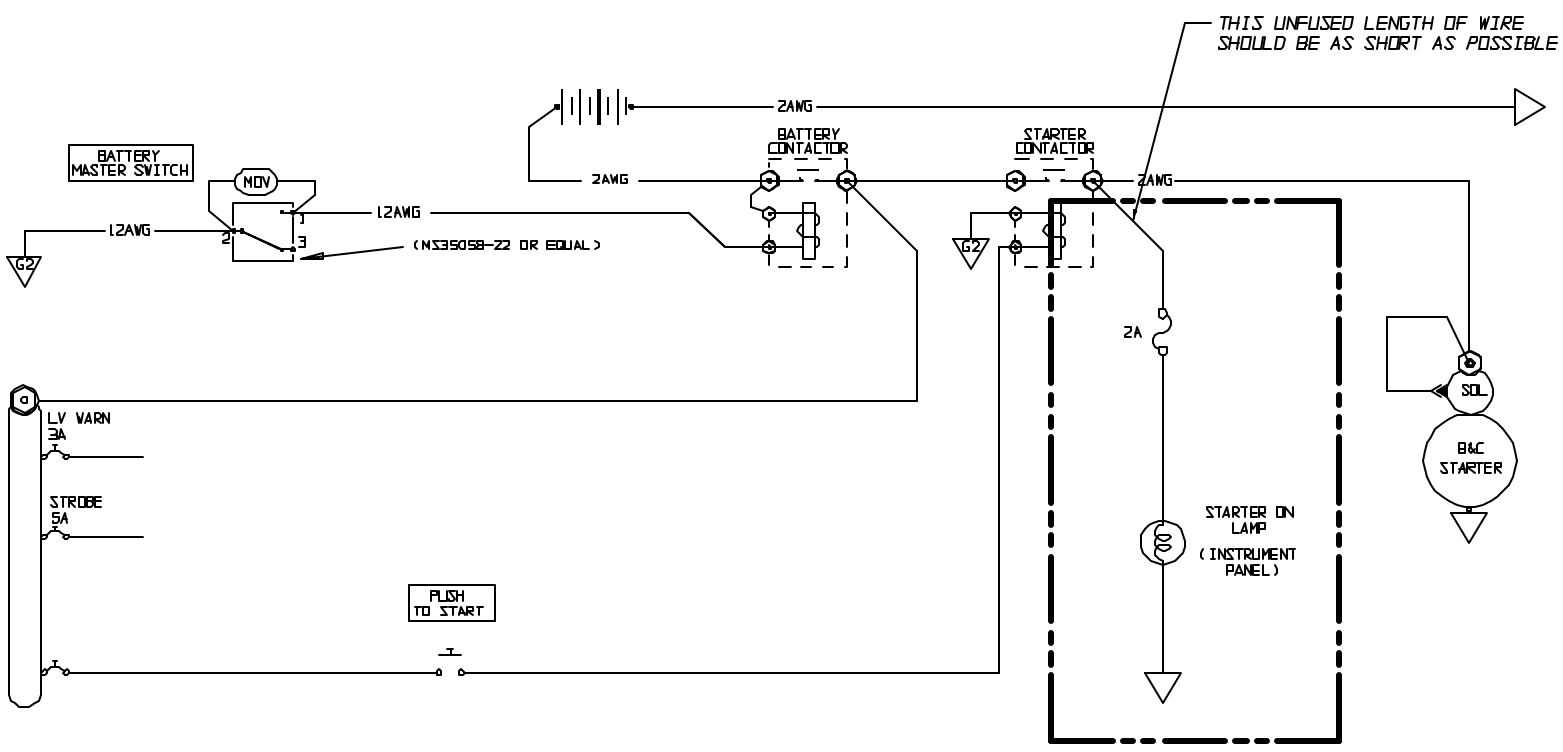 THIS UNFUSED LENGTH OF WIRE
SHOULD BE AS SHORT AS POSSIBLE
2AWG
BATTERY
CONTACTOR
STARTER
CONTACTOR
BATTERY
MASTER SWITCH
MOV
2AWG
2AWG
12AWG
1
12AWG
2
3
(MS35058-22 OR EQUAL)
G2
G2
2A
SOL
LV WARN
3A
B&C
STARTER
STROBE
5A
STARTER ON
LAMP
(INSTRUMENT
PANEL)
PUSH
TO START